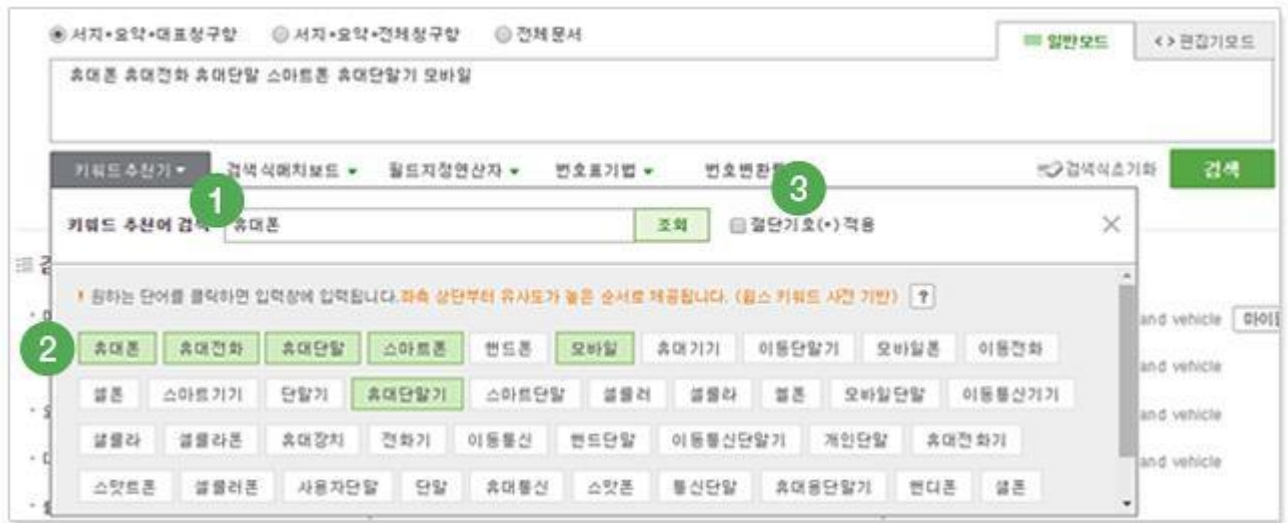 서지+요약+대표청구항 서지+요약+전체청구항 전체문서 일반모드 <>편집기모드
휴대폰 휴대전화 휴대단말 스마트폰 휴대단말기 모바일
키워드추천기 검색식매치보드 필드지정연산자 번호표기법 번호변환 검색식초기화 검색
1 3
키워드 추천어 검색 휴대폰 조회 절단기호(*)적용 ×
! 원하는 단어를 클릭하면 입력창에 입력됩니다.좌측 상단부터 유사도가 높은 순서로 제공됩니다. (윕스 키워드 사전 기반) ?
and vehicle
2 휴대폰 휴대전화 휴대단말 스마트폰 핸드폰 모바일 휴대기기 이동단말기 모바일폰 이동전화
and vehicle
셀폰 스마트기기 단말기 휴대단말기 스마트단말 셀룰러 셀룰라 헬폰 모바일단말 이동통신기기
and vehicle
샐룰라 셀룰라폰 휴대장치 전화기 이동통신 핸드단말 이동통신단말기 개인단말 휴대전화기
and vehicle
스맛트폰 셀룰러폰 사용자단말 단말 휴대통신 스맛폰 통신단말 휴대용단말기 핸디폰 샐폰